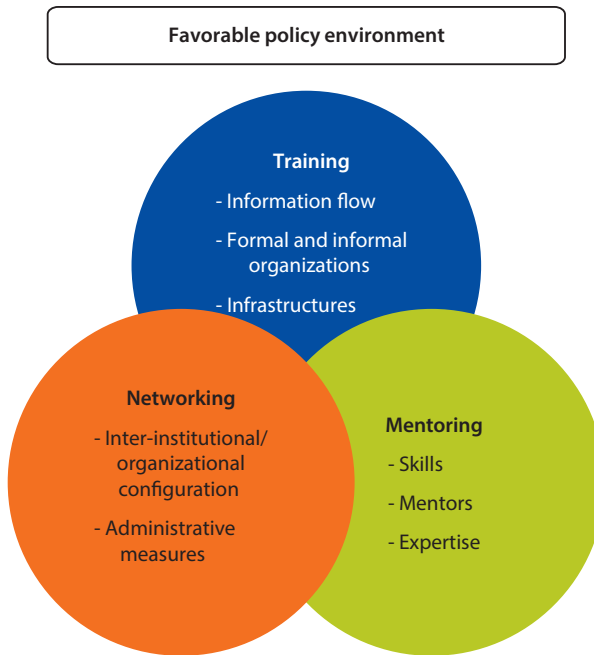 Favorable policy environment
Training
- Information flow
- Formal and informal
organizations
- Infrastructures
Networking
- Inter-institutional/
organizational
configuration
- Administrative
measures
Mentoring
- Skills
- Mentors
- Expertise